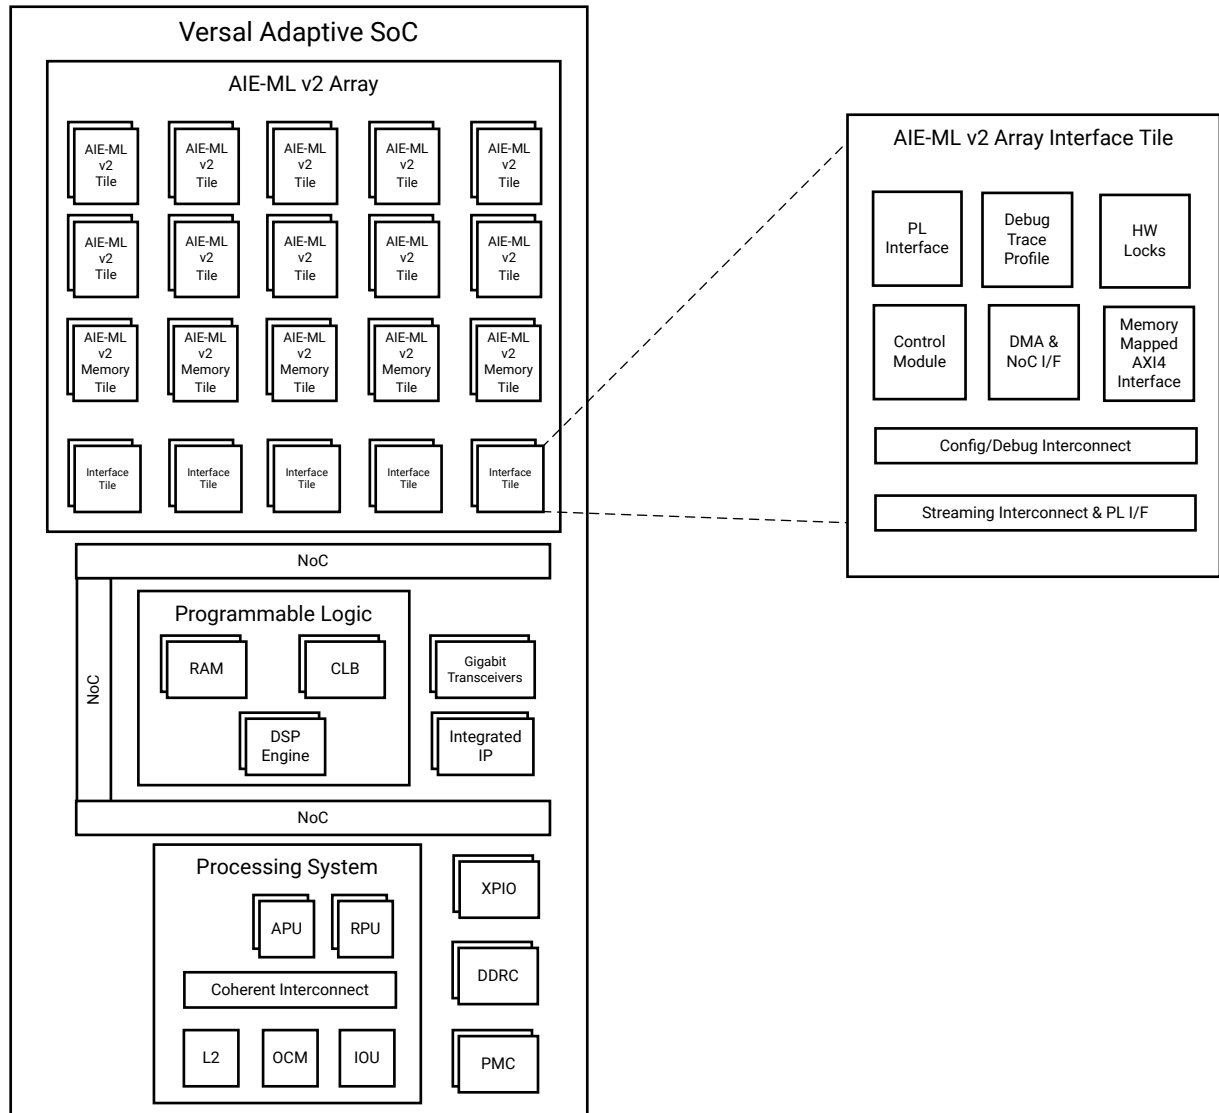 Versal Adaptive SoC
AIE-ML v2 Array
AIE-ML
v2
Tile
AIE-ML
v2
Tile
AIE-ML
v2
Tile
AIE-ML
v2
Tile
AIE-ML
v2
Tile
AIE-ML
v2
Tile
AIE-ML
v2
Tile
AIE-ML
v2
Tile
AIE-ML
v2
Tile
AIE-ML
v2
Tile
AIE-ML
v2
Memory
Tile
AIE-ML
v2
Memory
Tile
AIE-ML
v2
Memory
Tile
AIE-ML
v2
Memory
Tile
AIE-ML
v2
Memory
Tile
Interface
Tile
Interface
Tile
Interface
Tile
Interface
Tile
Interface
Tile
NoC
NoC
Programmable Logic
RAM
CLB
DSP
Engine
Gigabit
Transceivers
Integrated
IP
NoC
Processing System
APU
RPU
Coherent Interconnect
L2
OCM
IOU
XPIO
DDRC
PMC
AIE-ML v2 Array Interface Tile
PL
Interface
Debug
Trace
Profile
HW
Locks
Control
Module
DMA &
NoC I/F
Memory
Mapped
AXI4
Interface
Config/Debug Interconnect
Streaming Interconnect & PL I/F